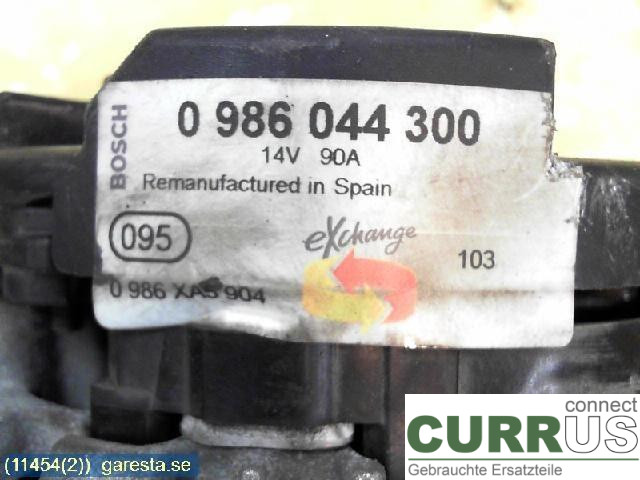 BOSCH
0 986 044 300
14V 90A
Remanufactured in Spain
095
eXchange
103
0 986 XA5 904
connect
CURRUS
Gebrauchte Ersatzteile
(11454(2)) garesta.se